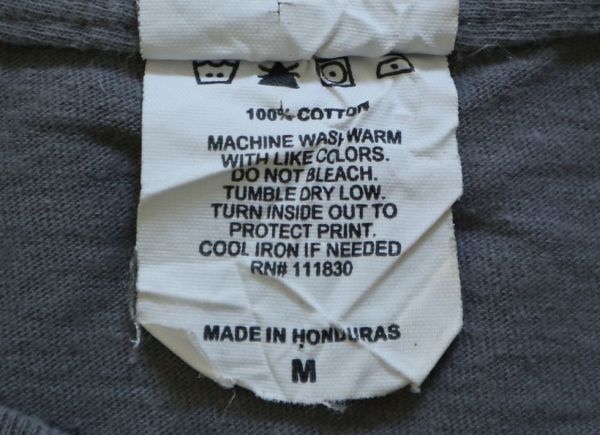 100% COTTON
MACHINE WASH WARM
WITH LIKE COLORS.
DO NOT BLEACH.
TUMBLE DRY LOW.
TURN INSIDE OUT TO
PROTECT PRINT.
COOL IRON IF NEEDED
RN# 111830
MADE IN HONDURAS
M